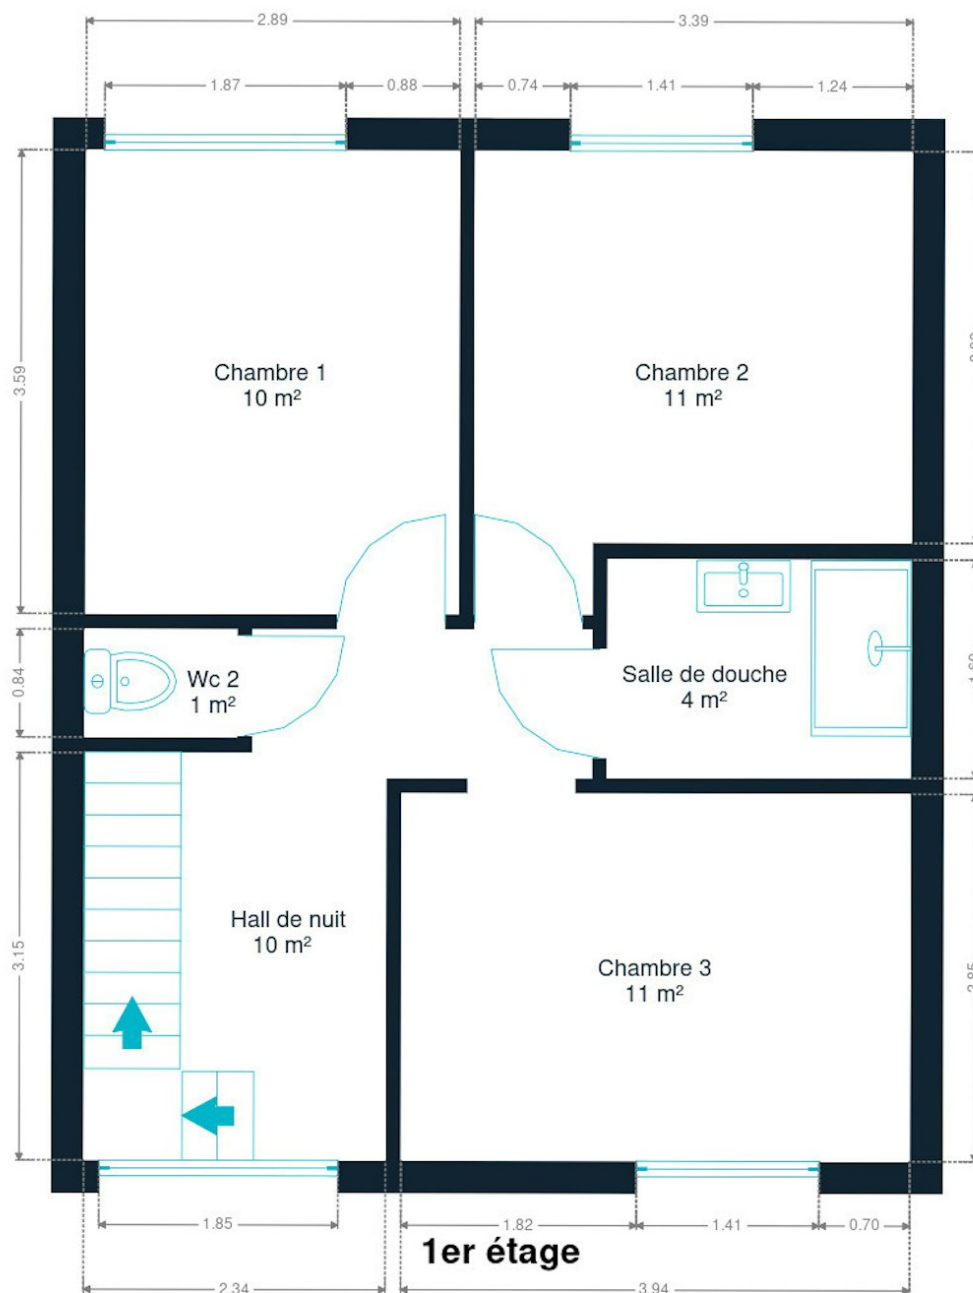 2.89
3.39
1.87
0.88
0.74
1.41
1.24
3.59
Chambre 1
10 m²
Chambre 2
11 m²
0.84
Wc 2
1 m²
Salle de douche
4 m²
3.15
Hall de nuit
10 m²
Chambre 3
11 m²
1.85
1.82
1.41
0.70
1er étage
2.34
3.94